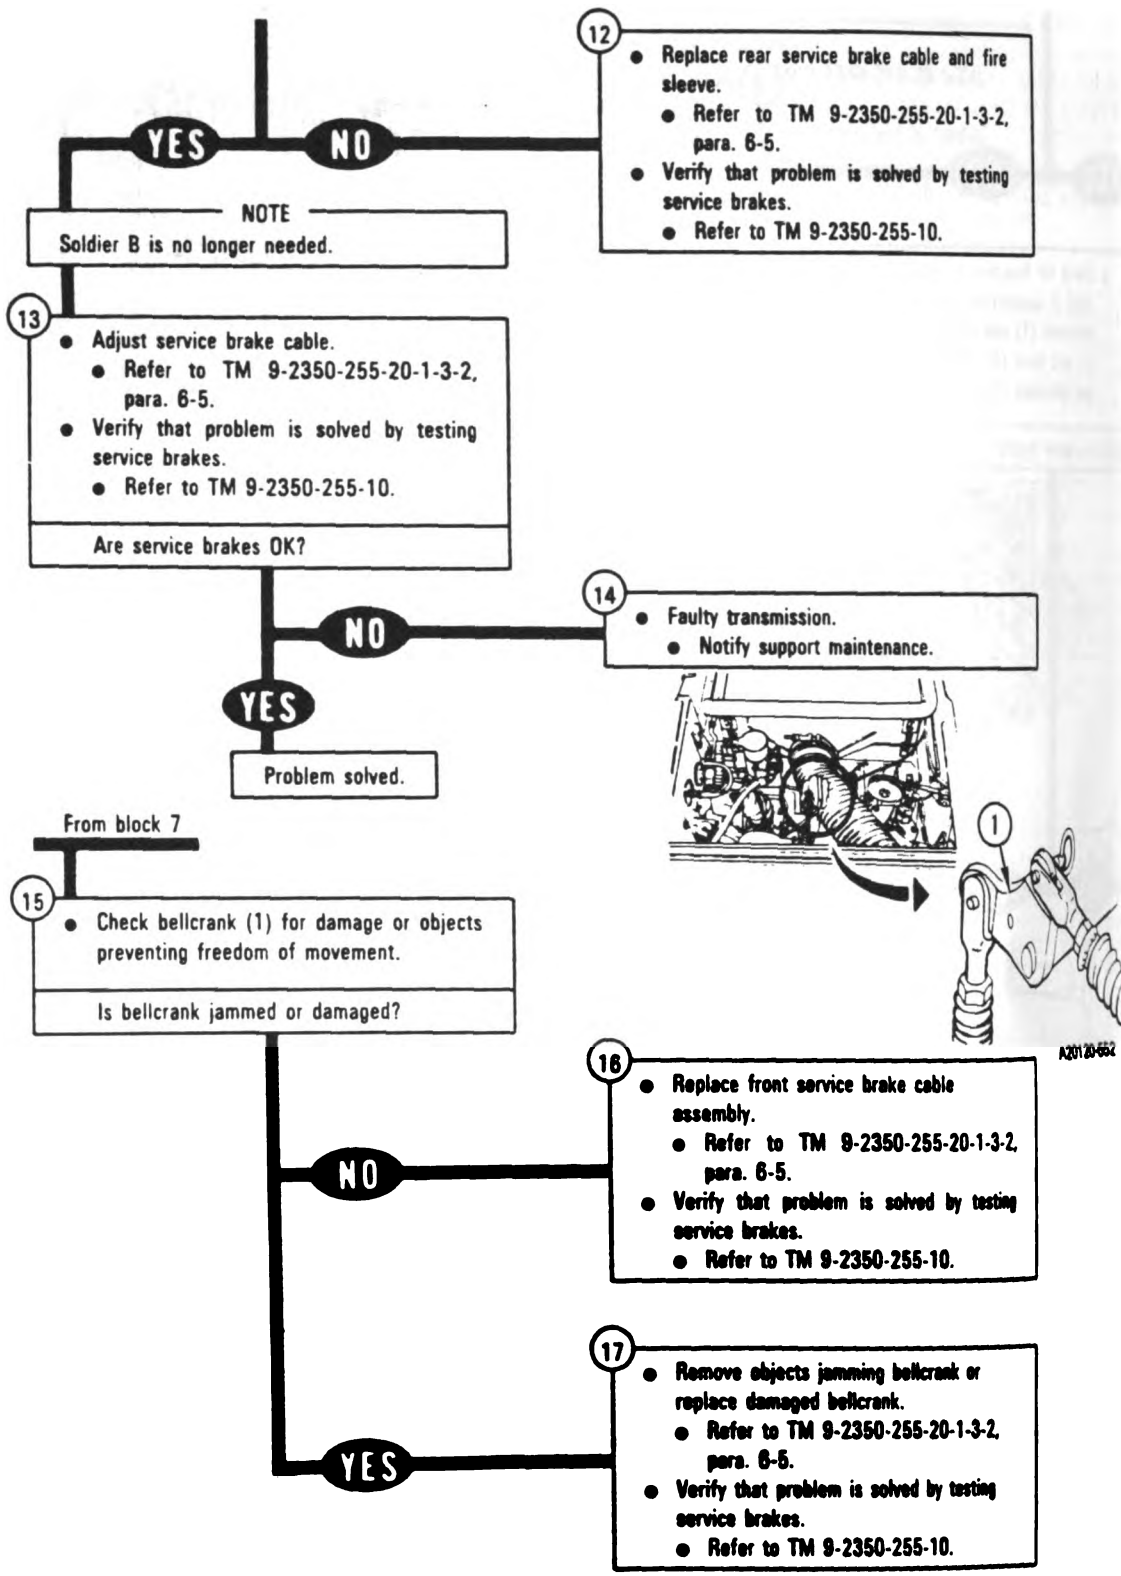 12
● Replace rear service brake cable and fire
sleeve.
● Refer to TM 9-2350-255-20-1-3-2,
para. 6-5.
● Verify that problem is solved by testing
service brakes.
● Refer to TM 9-2350-255-10.
YES
NO
NOTE
Soldier B is no longer needed.
13
● Adjust service brake cable.
● Refer to TM 9-2350-255-20-1-3-2,
para. 6-5.
● Verify that problem is solved by testing
service brakes.
● Refer to TM 9-2350-255-10.
Are service brakes OK?
NO
14
● Faulty transmission.
● Notify support maintenance.
YES
Problem solved.
From block 7
15
● Check bellcrank (1) for damage or objects
preventing freedom of movement.
Is bellcrank jammed or damaged?
1
A20120-552
NO
16
● Replace front service brake cable
assembly.
● Refer to TM 9-2350-255-20-1-3-2,
para. 6-5.
● Verify that problem is solved by testing
service brakes.
● Refer to TM 9-2350-255-10.
YES
17
● Remove objects jamming bellcrank or
replace damaged bellcrank.
● Refer to TM 9-2350-255-20-1-3-2,
para. 6-5.
● Verify that problem is solved by testing
service brakes.
● Refer to TM 9-2350-255-10.